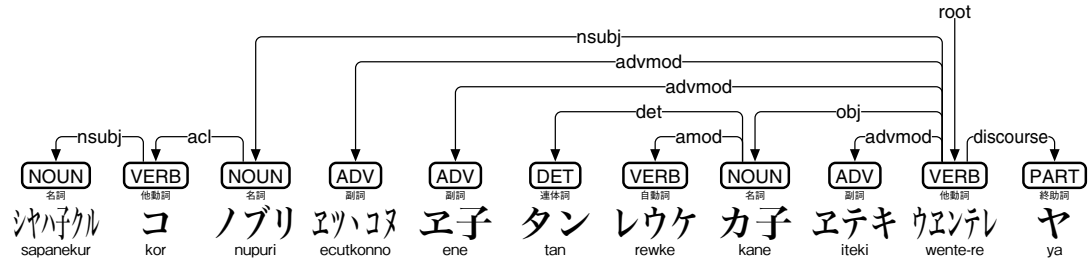 root
nsubj
advmod
advmod
det obj
nsubj acl amod advmod discourse
NOUN VERB NOUN ADV ADV DET VERB NOUN ADV VERB PART
名詞 他動詞 名詞 副詞 副詞 連体詞 自動詞 名詞 副詞 他動詞 終助詞
シヤハ子クル コ ノブリ ヱツハコヌ ヱ子 タン レウケ カ子 ヱテキ ウヱンテレ ヤ
sapanekur kor nupuri ecutkonno ene tan rewke kane iteki wente-re ya